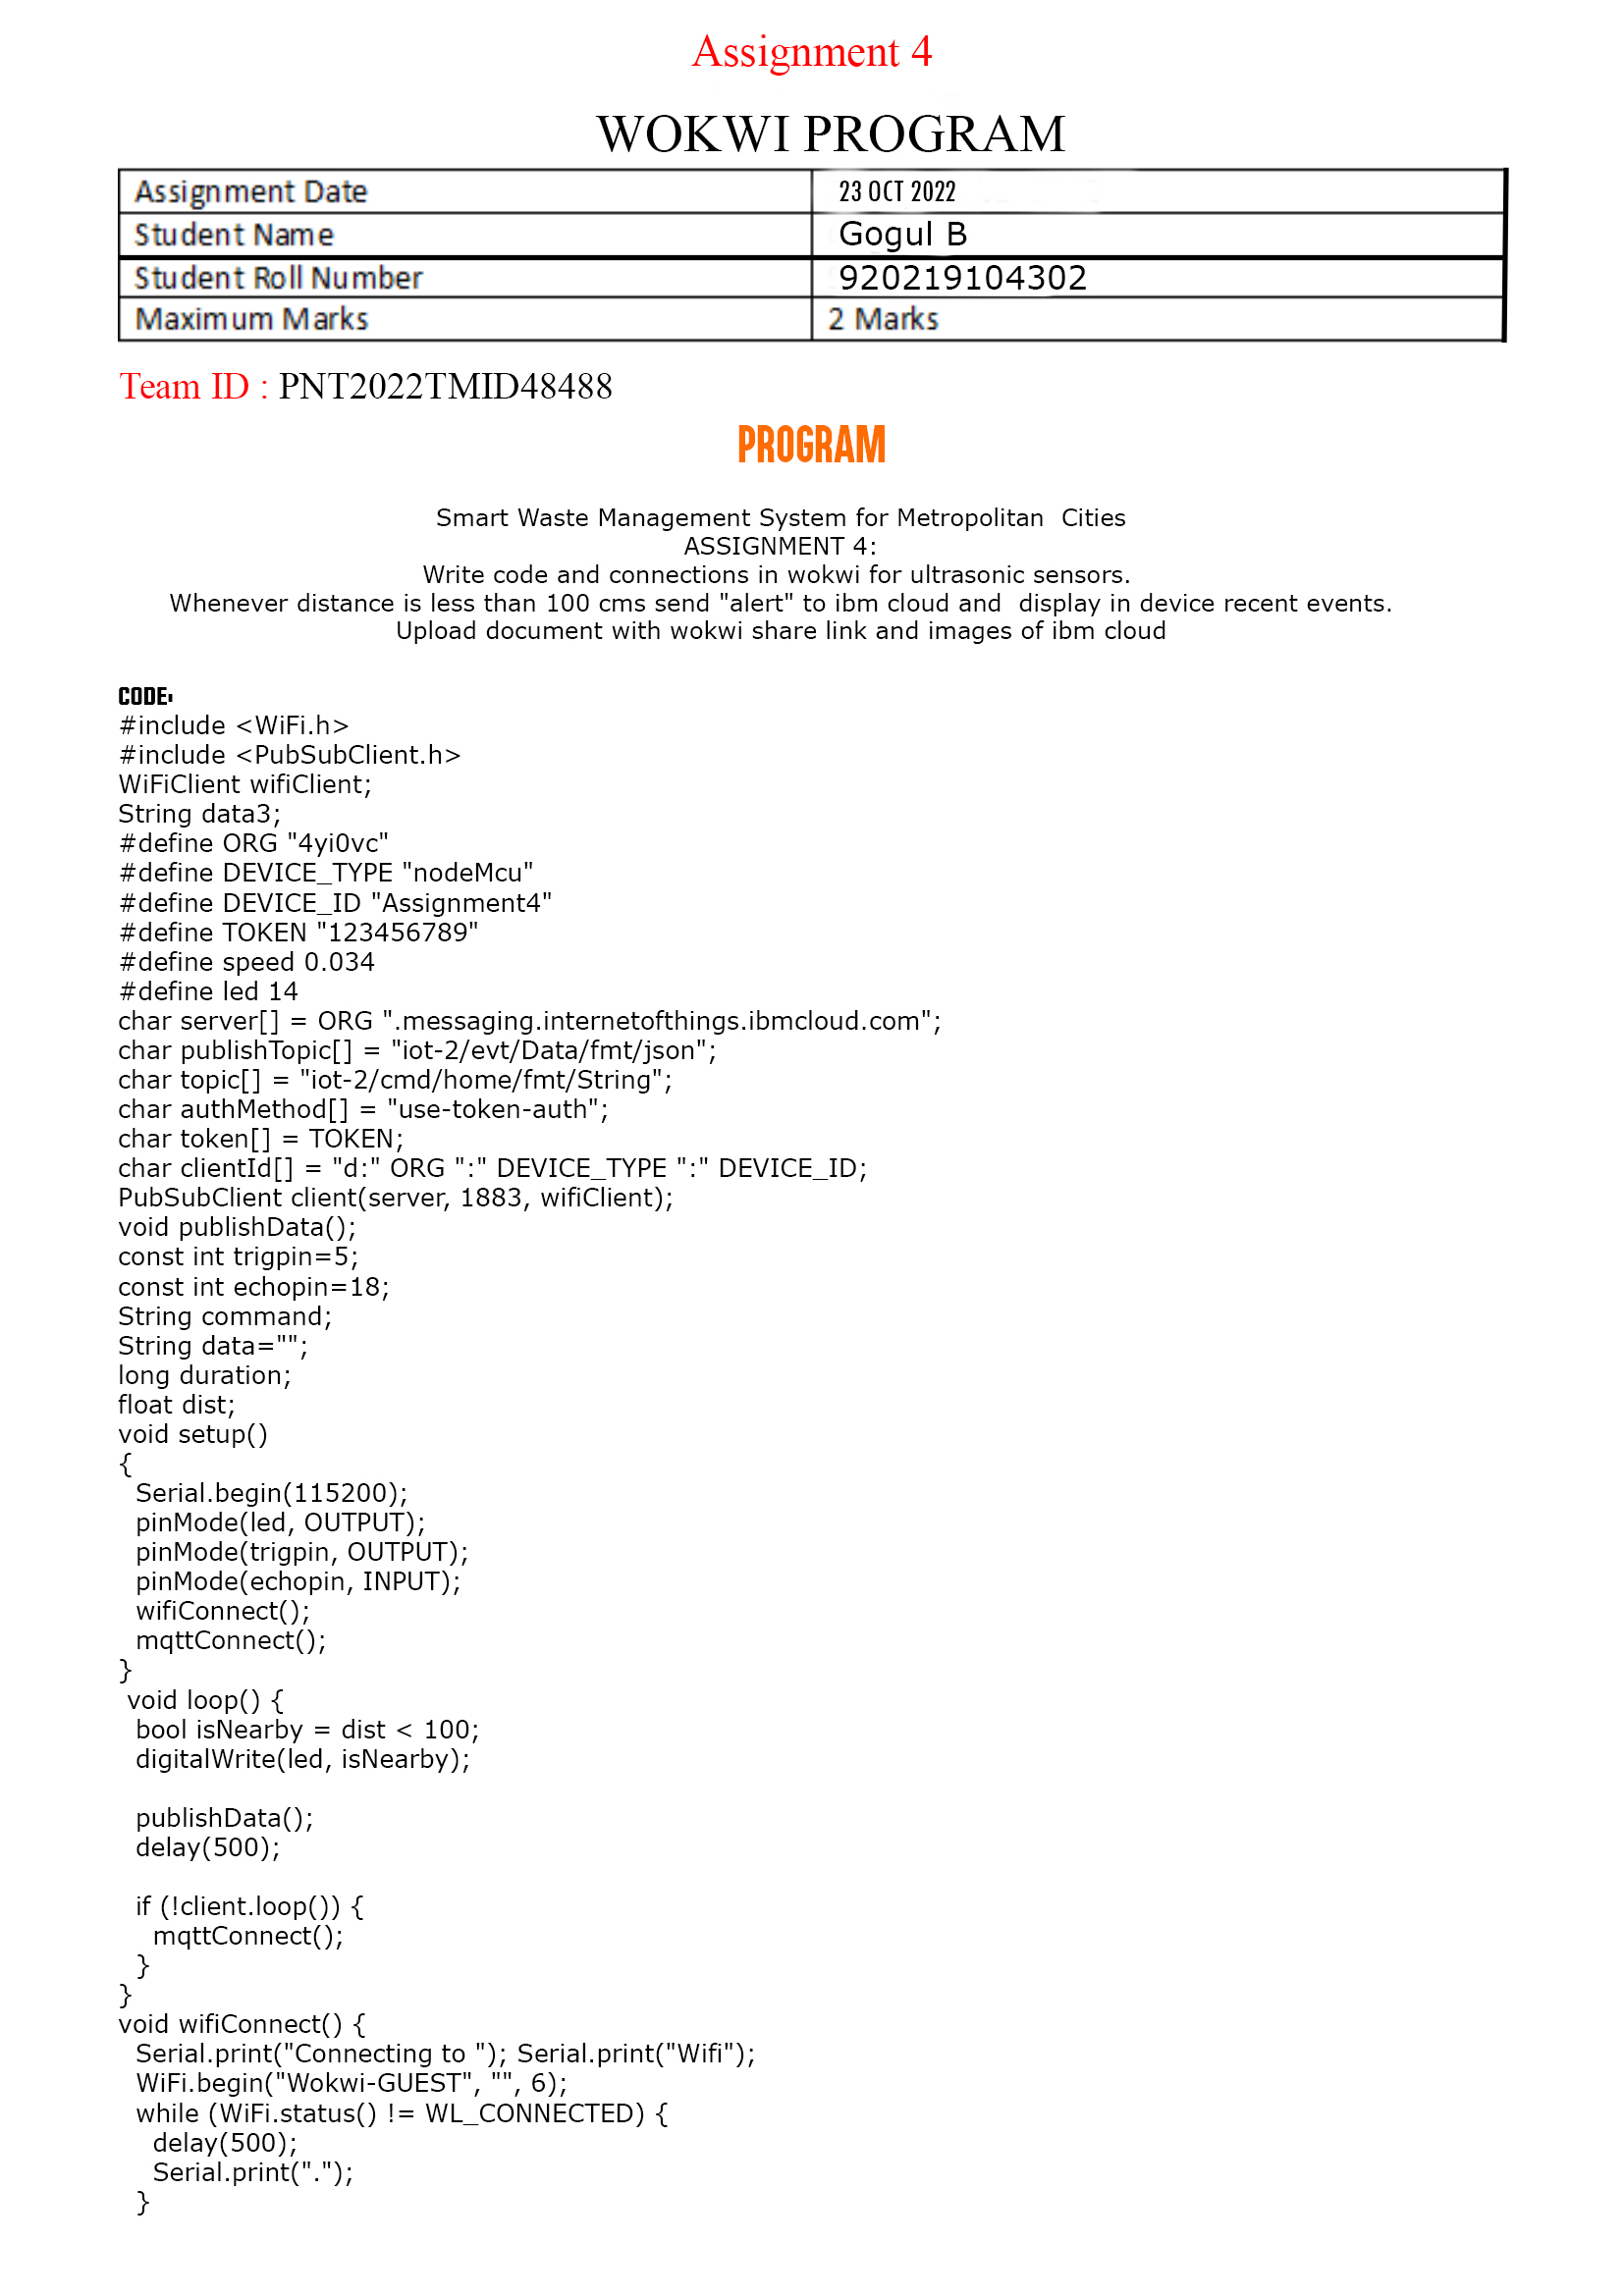 Assignment 4
WOKWI PROGRAM
Assignment Date 23 OCT 2022
Student Name Gogul B
Student Roll Number 920219104302
Maximum Marks 2 Marks
Team ID : PNT2022TMID48488
PROGRAM
Smart Waste Management System for Metropolitan  Cities
ASSIGNMENT 4:
Write code and connections in wokwi for ultrasonic sensors.
Whenever distance is less than 100 cms send "alert" to ibm cloud and  display in device recent events.
Upload document with wokwi share link and images of ibm cloud
CODE:
#include <WiFi.h>
#include <PubSubClient.h>
WiFiClient wifiClient;
String data3;
#define ORG "4yi0vc"
#define DEVICE_TYPE "nodeMcu"
#define DEVICE_ID "Assignment4"
#define TOKEN "123456789"
#define speed 0.034
#define led 14
char server[] = ORG ".messaging.internetofthings.ibmcloud.com";
char publishTopic[] = "iot-2/evt/Data/fmt/json";
char topic[] = "iot-2/cmd/home/fmt/String";
char authMethod[] = "use-token-auth";
char token[] = TOKEN;
char clientId[] = "d:" ORG ":" DEVICE_TYPE ":" DEVICE_ID;
PubSubClient client(server, 1883, wifiClient);
void publishData();
const int trigpin=5;
const int echopin=18;
String command;
String data="";
long duration;
float dist;
void setup()
{
  Serial.begin(115200);
  pinMode(led, OUTPUT);
  pinMode(trigpin, OUTPUT);
  pinMode(echopin, INPUT);
  wifiConnect();
  mqttConnect();
}
 void loop() {
  bool isNearby = dist < 100;
  digitalWrite(led, isNearby);
  publishData();
  delay(500);
  if (!client.loop()) {
    mqttConnect();
  }
}
void wifiConnect() {
  Serial.print("Connecting to "); Serial.print("Wifi");
  WiFi.begin("Wokwi-GUEST", "", 6);
  while (WiFi.status() != WL_CONNECTED) {
    delay(500);
    Serial.print(".");
  }